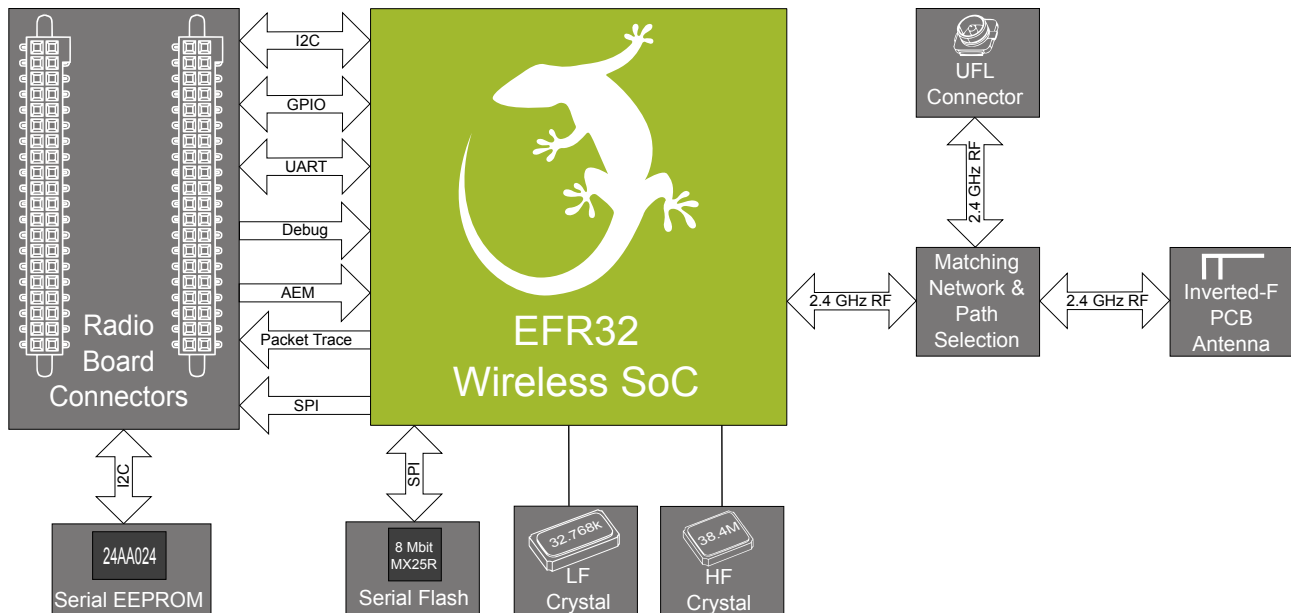 I2C
GPIO
UART
Debug
AEM
Packet Trace
SPI
Radio
Board
Connectors
EFR32
Wireless SoC
UFL
Connector
2.4 GHz RF
2.4 GHz RF
Matching
Network &
Path
Selection
2.4 GHz RF
Inverted-F
PCB
Antenna
I2C
24AA024
Serial EEPROM
SPI
8 Mbit
MX25R
Serial Flash
32.768k
LF
Crystal
38.4M
HF
Crystal